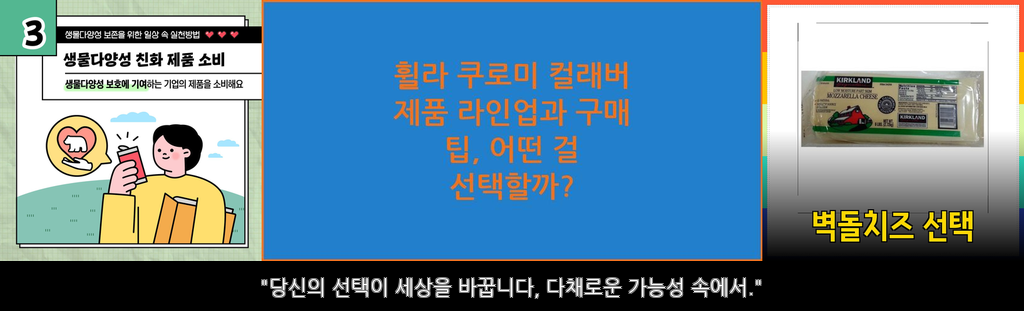 3
생물다양성 보존을 위한 일상 속 실천방법
생물다양성 친화 제품 소비
생물다양성 보호에 기여하는 기업의 제품을 소비해요
휠라 쿠로미 컬래버
제품 라인업과 구매
팁, 어떤 걸
선택할까?
KIRKLAND
MOZZARELLA CHEESE
KIRKLAND
벽돌치즈 선택
"당신의 선택이 세상을 바꿉니다, 다채로운 가능성 속에서."